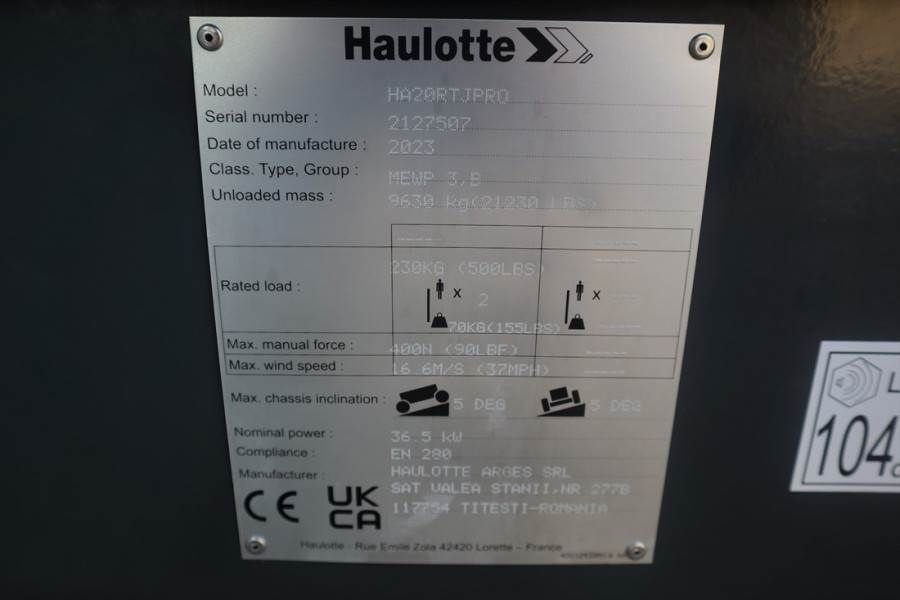 Haulotte
Model : HA20RTJPRO
Serial number : 2127507
Date of manufacture : 2023
Class. Type, Group : MEWP 3,B
Unloaded mass : 9630 kg(21230 LBS)
----- -----
230KG (500LBS) -----
Rated load : x 2 x -----
70KG(155LBS) -----
Max. manual force : 400N (90LBF) -----
Max. wind speed : 16.6M/S (37MPH) -----
Max. chassis inclination : 5 DEG 5 DEG
Nominal power : 36.5 kW
Compliance : EN 280
Manufacturer : HAULOTTE ARGES SRL
SAT VALEA STANII,NR 277B
117754 TITESTI-ROMANIA
CE UK CA
Haulotte - Rue Emile Zola 42420 Lorette – France
L
104